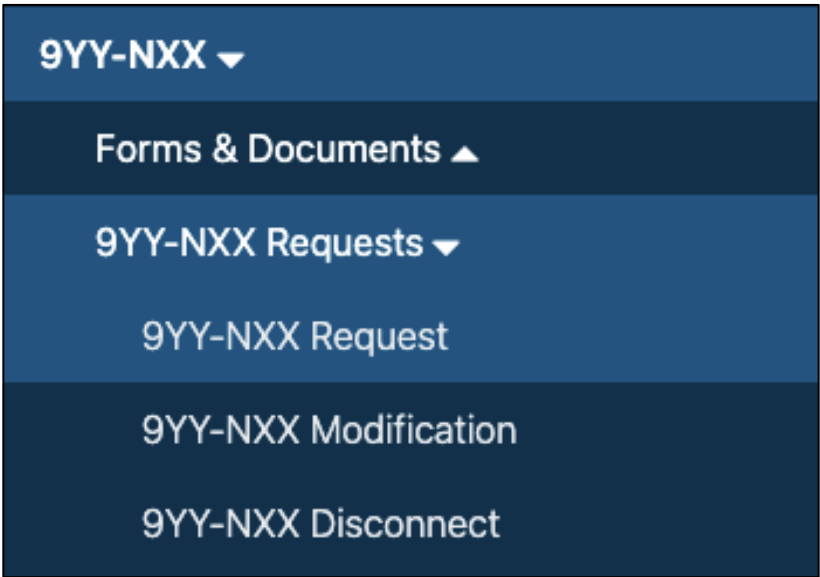 9YY-NXX
Forms & Documents
9YY-NXX Requests
9YY-NXX Request
9YY-NXX Modification
9YY-NXX Disconnect